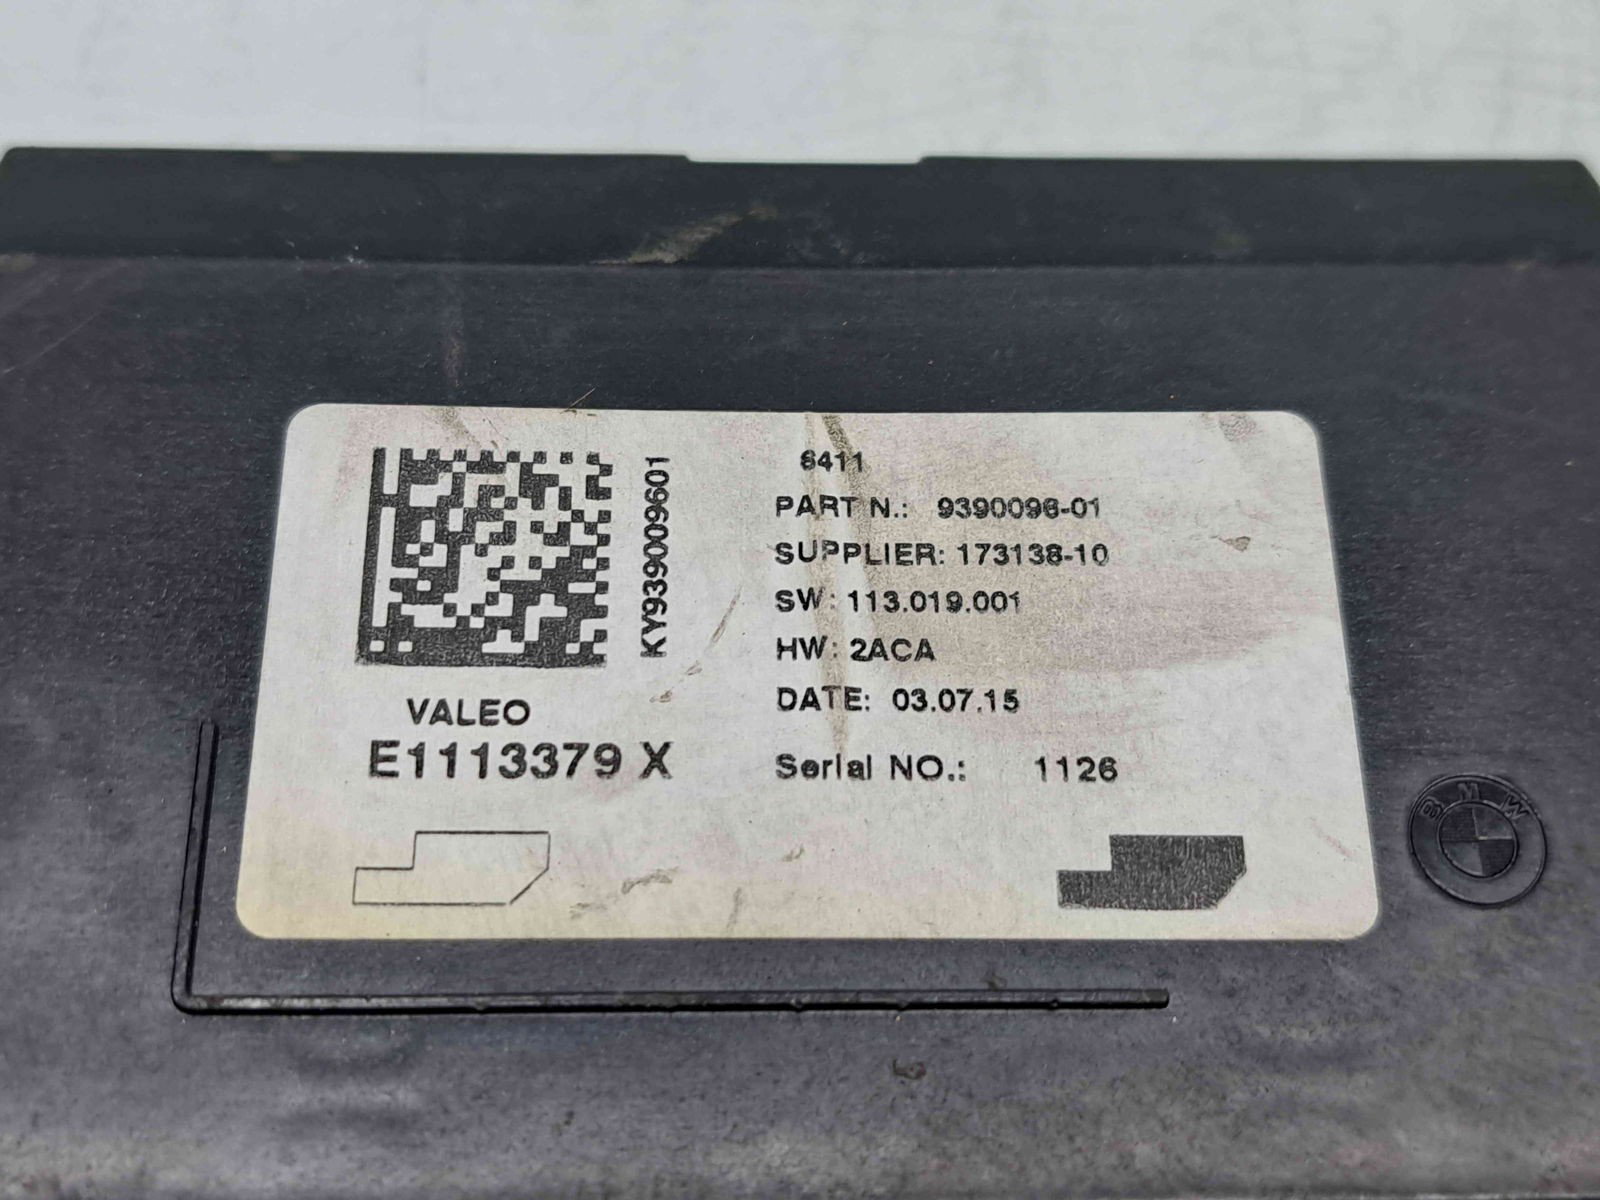 6411
KY939009601
PART N.: 9390096-01
SUPPLIER: 173138-10
SW: 113.019.001
HW: 2ACA
DATE: 03.07.15
VALEO
E1113379 X
Serial NO.: 1126
BMW